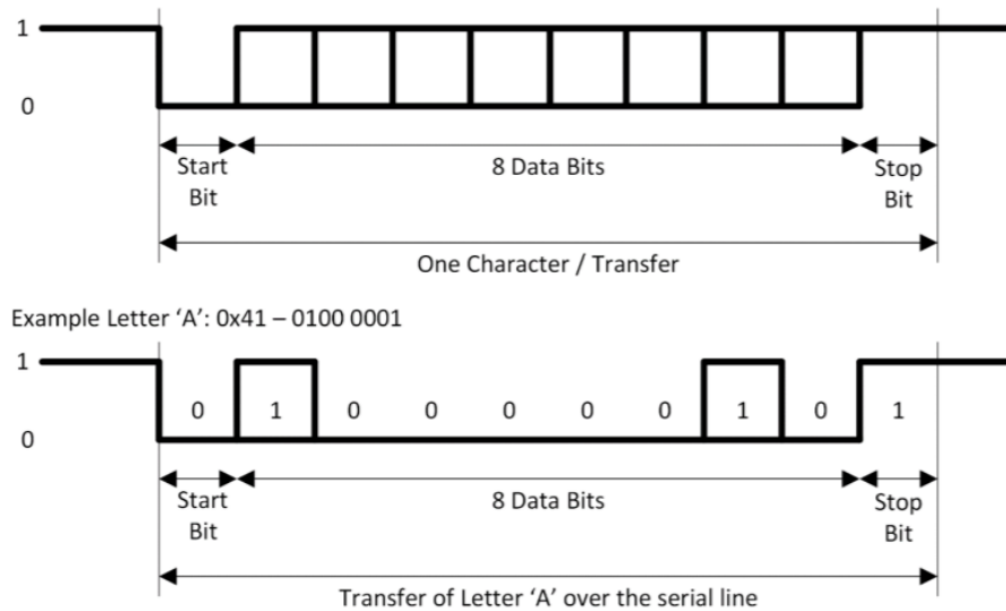 1
0
Start
Bit
8 Data Bits
Stop
Bit
One Character / Transfer
Example Letter ‘A’: 0x41 – 0100 0001
1
0 1 0 0 0 0 0 1 0 1
0
Start
Bit
8 Data Bits
Stop
Bit
Transfer of Letter ‘A’ over the serial line